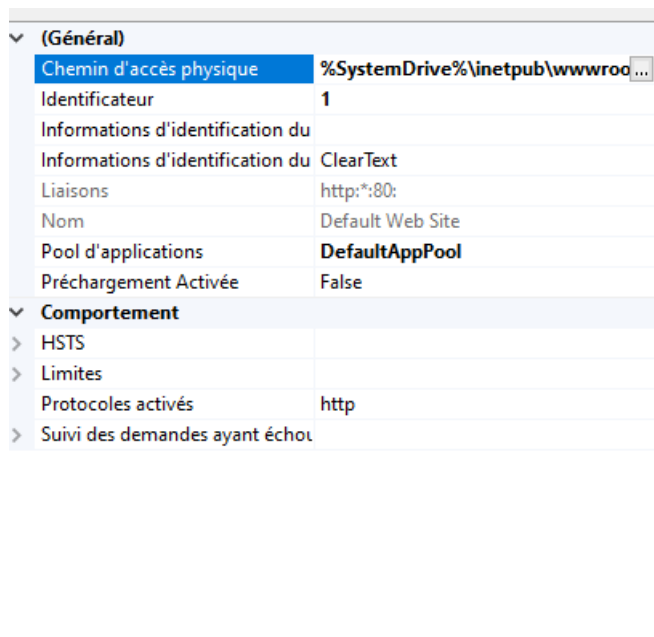 (Général)
Chemin d'accès physique %SystemDrive%\inetpub\wwwroo ...
Identificateur 1
Informations d'identification du
Informations d'identification du ClearText
Liaisons http:*:80:
Nom Default Web Site
Pool d'applications DefaultAppPool
Préchargement Activée False
Comportement
HSTS
Limites
Protocoles activés http
Suivi des demandes ayant échou